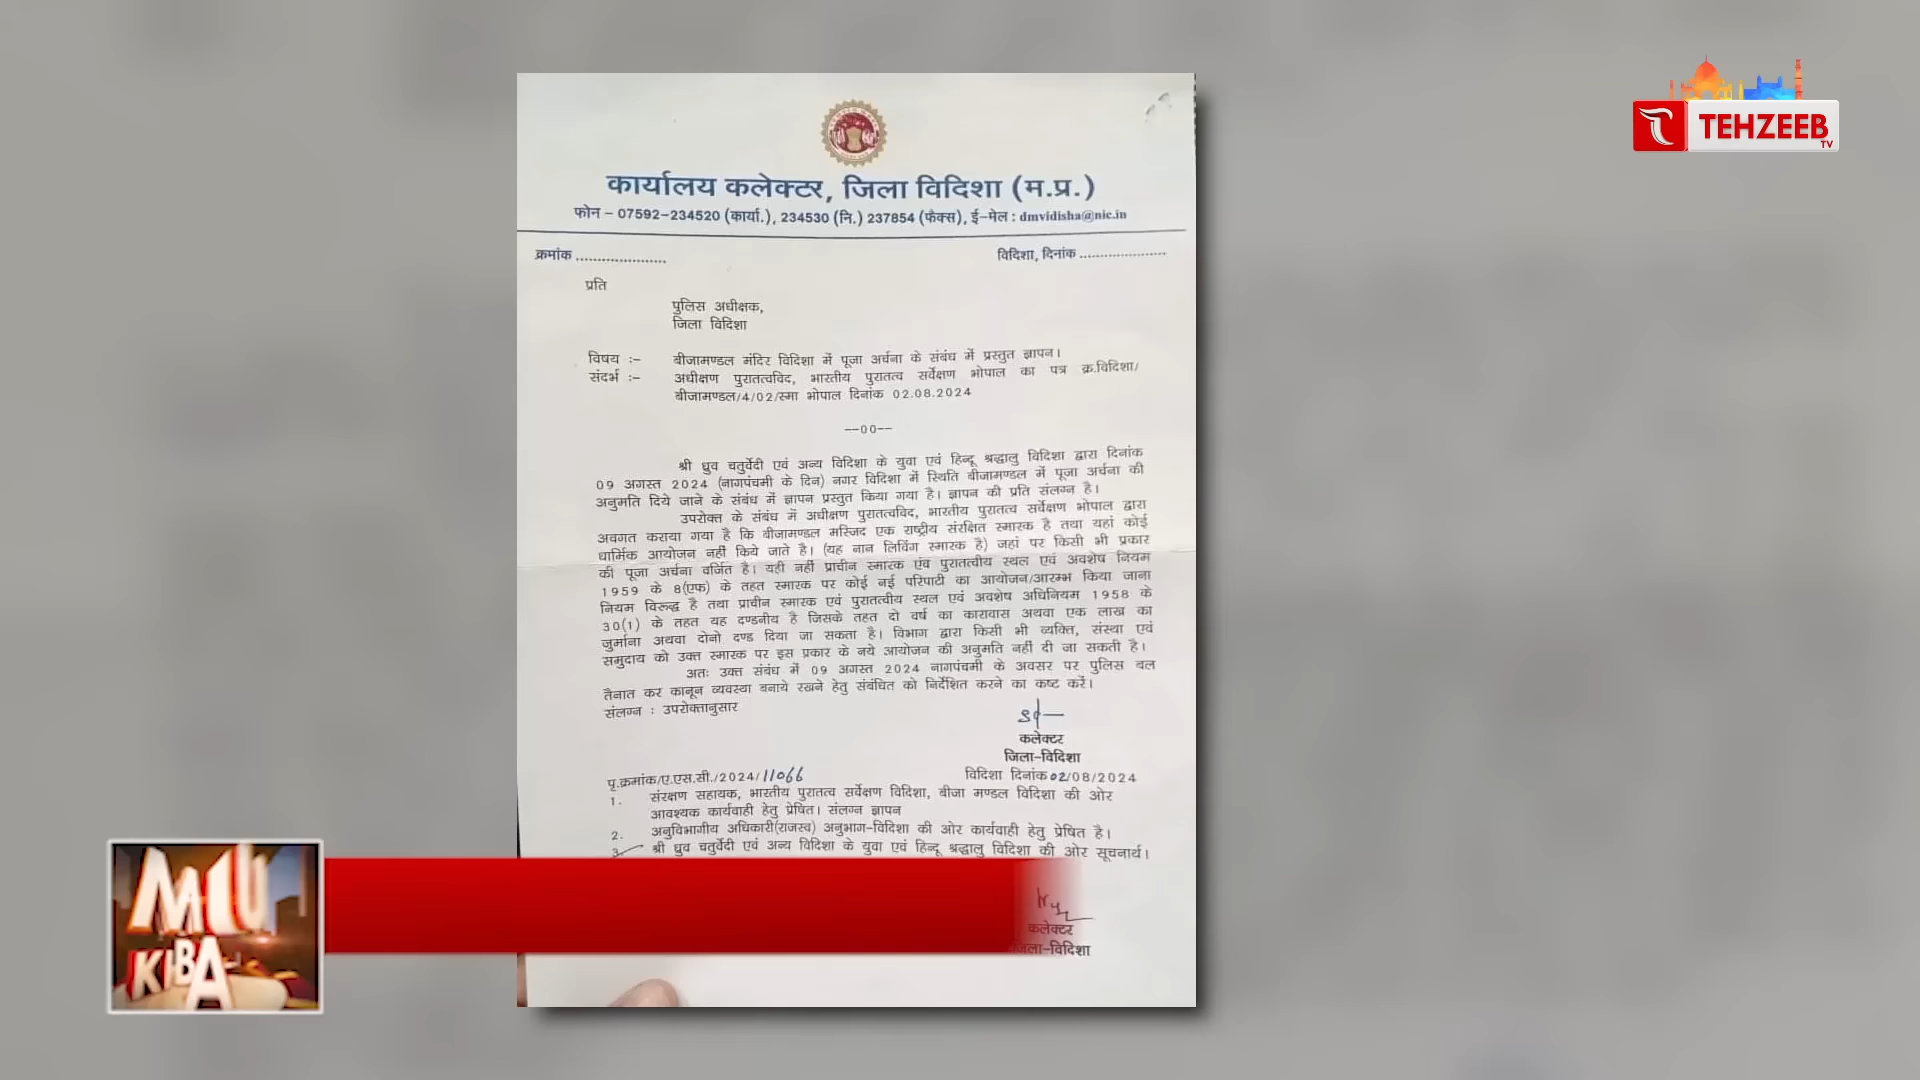 TEHZEEB
TV
कार्यालय कलेक्टर, जिला विदिशा (म.प्र.)
फोन – 07592-234520 (कार्या.), 234530 (नि.) 237854 (फैक्स), ई-मेल : dmvidisha@nic.in
क्रमांक .....................
विदिशा, दिनांक ....................
प्रति
पुलिस अधीक्षक,
जिला विदिशा
विषय :– बीजामण्डल मंदिर विदिशा में पूजा अर्चना के संबंध में प्रस्तुत ज्ञापन।
संदर्भ :– अधीक्षण पुरातत्वविद, भारतीय पुरातत्व सर्वेक्षण भोपाल का पत्र क्र.विदिशा/
बीजामण्डल/4/02/स्मा भोपाल दिनांक 02.08.2024
--00--
श्री ध्रुव चतुर्वेदी एवं अन्य विदिशा के युवा एवं हिन्दू श्रद्धालु विदिशा द्वारा दिनांक
09 अगस्त 2024 (नागपंचमी के दिन) नगर विदिशा में स्थिति बीजामण्डल में पूजा अर्चना की
अनुमति दिये जाने के संबंध में ज्ञापन प्रस्तुत किया गया है। ज्ञापन की प्रति संलग्न है।
उपरोक्त के संबंध में अधीक्षण पुरातत्वविद, भारतीय पुरातत्व सर्वेक्षण भोपाल द्वारा
अवगत कराया गया है कि बीजामण्डल मस्जिद एक राष्ट्रीय संरक्षित स्मारक है तथा यहां कोई
धार्मिक आयोजन नहीं किये जाते है। (यह नान लिविंग स्मारक है) जहां पर किसी भी प्रकार
की पूजा अर्चना वर्जित है। यही नहीं प्राचीन स्मारक एंव पुरातत्वीय स्थल एवं अवशेष नियम
1959 के 8(एफ) के तहत स्मारक पर कोई नई परिपाटी का आयोजन/आरम्भ किया जाना
नियम विरूद्ध है तथा प्राचीन स्मारक एवं पुरातत्वीय स्थल एवं अवशेष अधिनियम 1958 के
30(1) के तहत यह दण्डनीय है जिसके तहत दो वर्ष का कारावास अथवा एक लाख का
जुर्माना अथवा दोनो दण्ड दिया जा सकता है। विभाग द्वारा किसी भी व्यक्ति, संस्था एवं
समुदाय को उक्त स्मारक पर इस प्रकार के नये आयोजन की अनुमति नहीं दी जा सकती है।
अतः उक्त संबंध में 09 अगस्त 2024 नागपंचमी के अवसर पर पुलिस बल
तैनात कर कानून व्यवस्था बनाये रखने हेतु संबंधित को निर्देशित करने का कष्ट करें।
संलग्न : उपरोक्तानुसार
sd—
कलेक्टर
जिला-विदिशा
पृ.क्रमांक/ए.एस.सी./2024/11066
विदिशा दिनांक 02/08/2024
1. संरक्षण सहायक, भारतीय पुरातत्व सर्वेक्षण विदिशा, बीजा मण्डल विदिशा की ओर
आवश्यक कार्यवाही हेतु प्रेषित। संलग्न ज्ञापन
2. अनुविभागीय अधिकारी(राजस्व) अनुभाग-विदिशा की ओर कार्यवाही हेतु प्रेषित है।
3. श्री ध्रुव चतुर्वेदी एवं अन्य विदिशा के युवा एवं हिन्दू श्रद्धालु विदिशा की ओर सूचनार्थ।
कलेक्टर
जिला-विदिशा